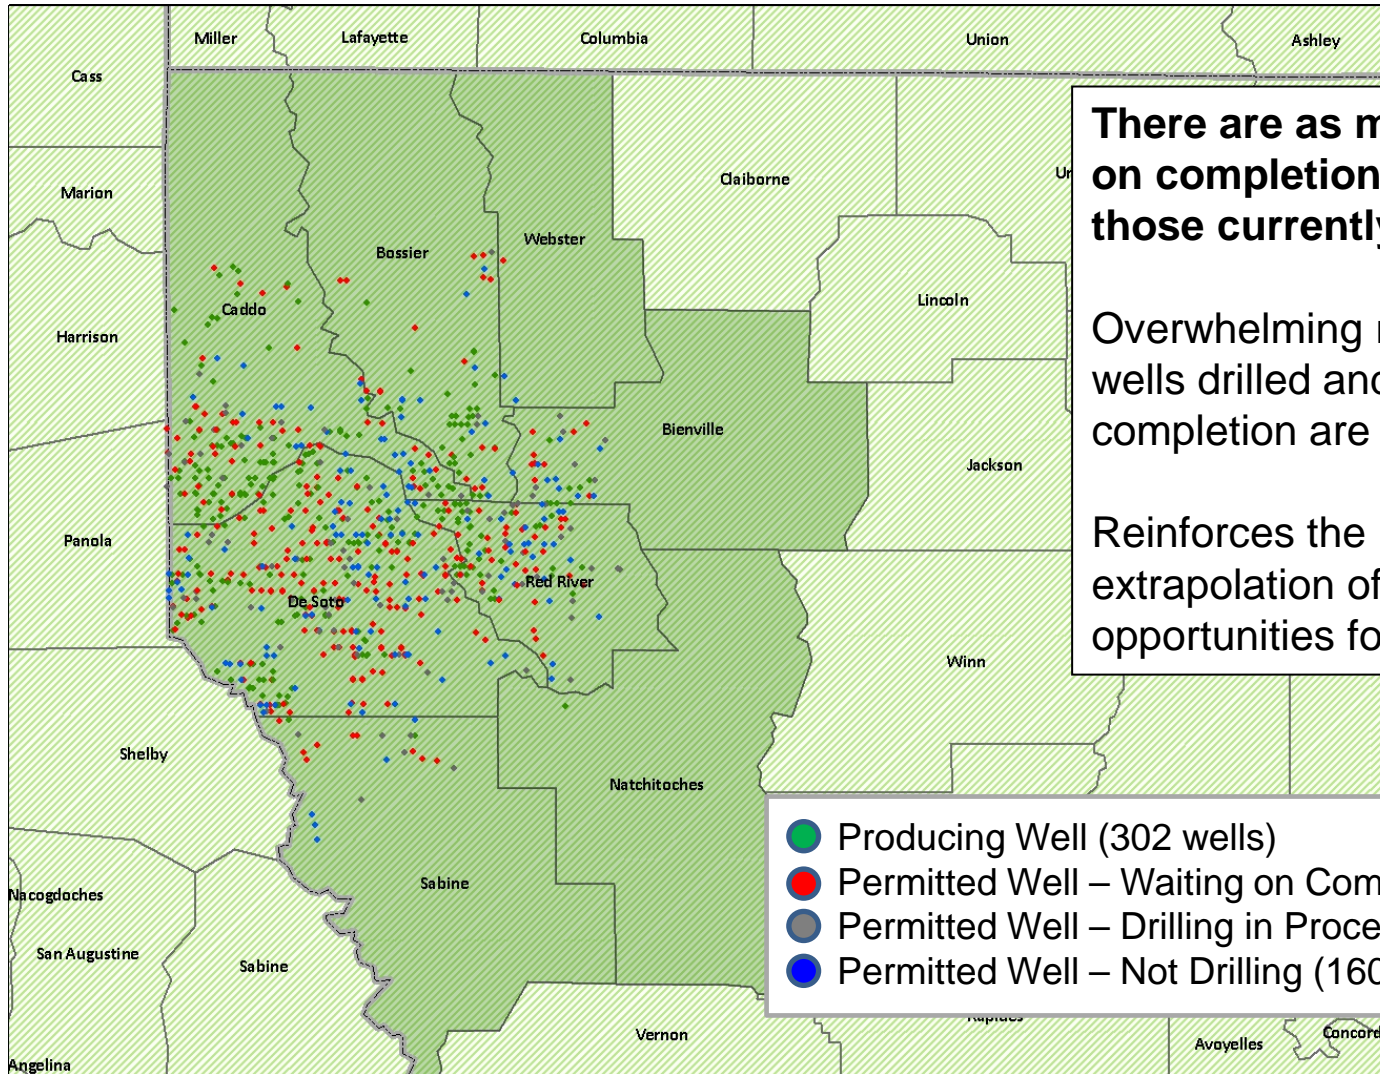 Miller
Lafayette
Columbia
Union
Ashley
Cass
There are as m
on completion
those currently
Marion
Claiborne
Un
Bossier
Webster
Lincoln
Caddo
Harrison
Overwhelming
wells drilled and
completion are
Bienville
Jackson
Panola
Reinforces the
extrapolation of
opportunities fo
Red River
De Soto
Winn
Shelby
Natchitoches
Producing Well (302 wells)
Permitted Well – Waiting on Com
Permitted Well – Drilling in Proce
Permitted Well – Not Drilling (160
Sabine
Nacogdoches
San Augustine
Sabine
Rapides
Vernon
Avoyelles
Concord
Angelina